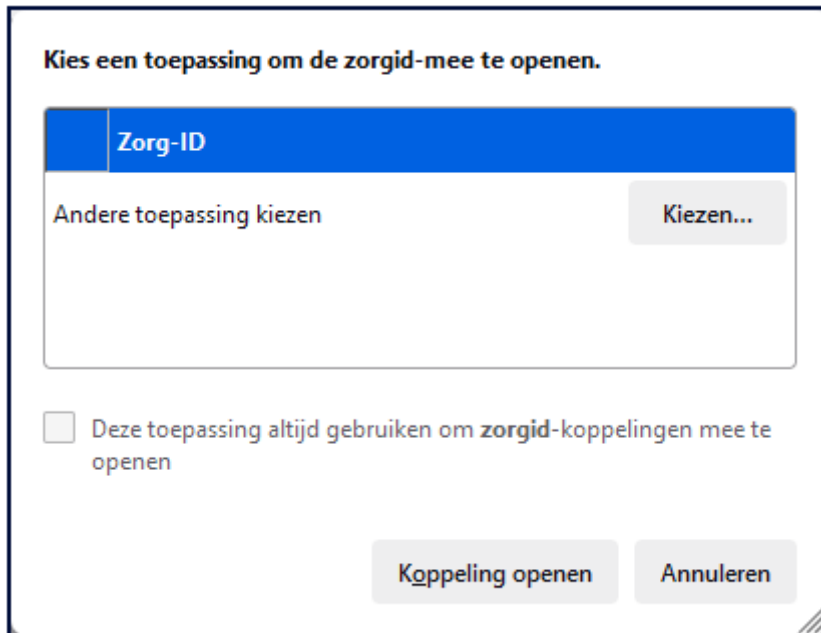 Kies een toepassing om de zorgid-mee te openen.
Zorg-ID
Andere toepassing kiezen
Kiezen...
Deze toepassing altijd gebruiken om zorgid-koppelingen mee te
openen
Koppeling openen
Annuleren